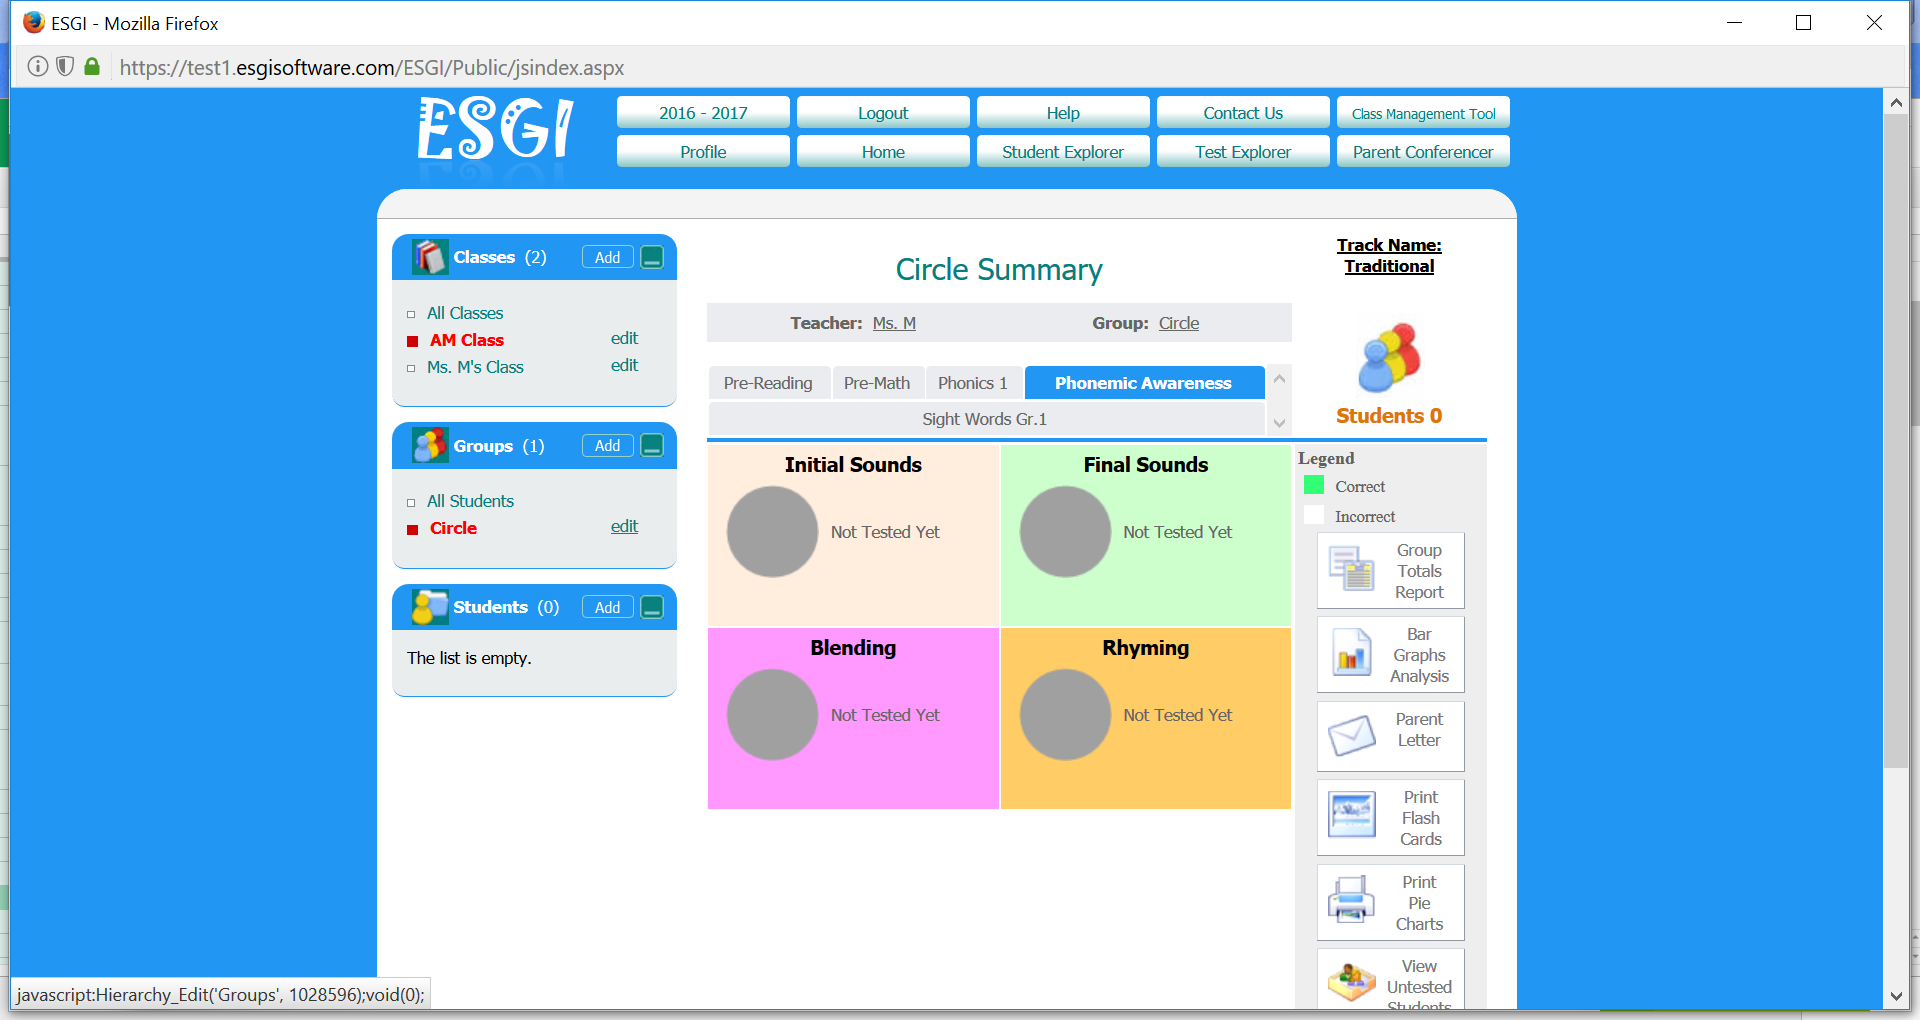 ESGI - Mozilla Firefox
https://test1.esgisoftware.com/ESGI/Public/jsindex.aspx
ESGI
2016 - 2017
Logout
Help
Contact Us
Class Management Tool
Profile
Home
Student Explorer
Test Explorer
Parent Conferencer
Classes (2)
Add
All Classes
AM Class
edit
Ms. M's Class
edit
Groups (1)
Add
All Students
Circle
edit
Students (0)
Add
The list is empty.
Circle Summary
Teacher: Ms. M
Group: Circle
Pre-Reading
Pre-Math
Phonics 1
Phonemic Awareness
Sight Words Gr.1
Initial Sounds
Not Tested Yet
Final Sounds
Not Tested Yet
Blending
Not Tested Yet
Rhyming
Not Tested Yet
Track Name:
Traditional
Students 0
Legend
Correct
Incorrect
Group
Totals
Report
Bar
Graphs
Analysis
Parent
Letter
Print
Flash
Cards
Print
Pie
Charts
View
Untested
Students
javascript:Hierarchy_Edit('Groups', 1028596);void(0);